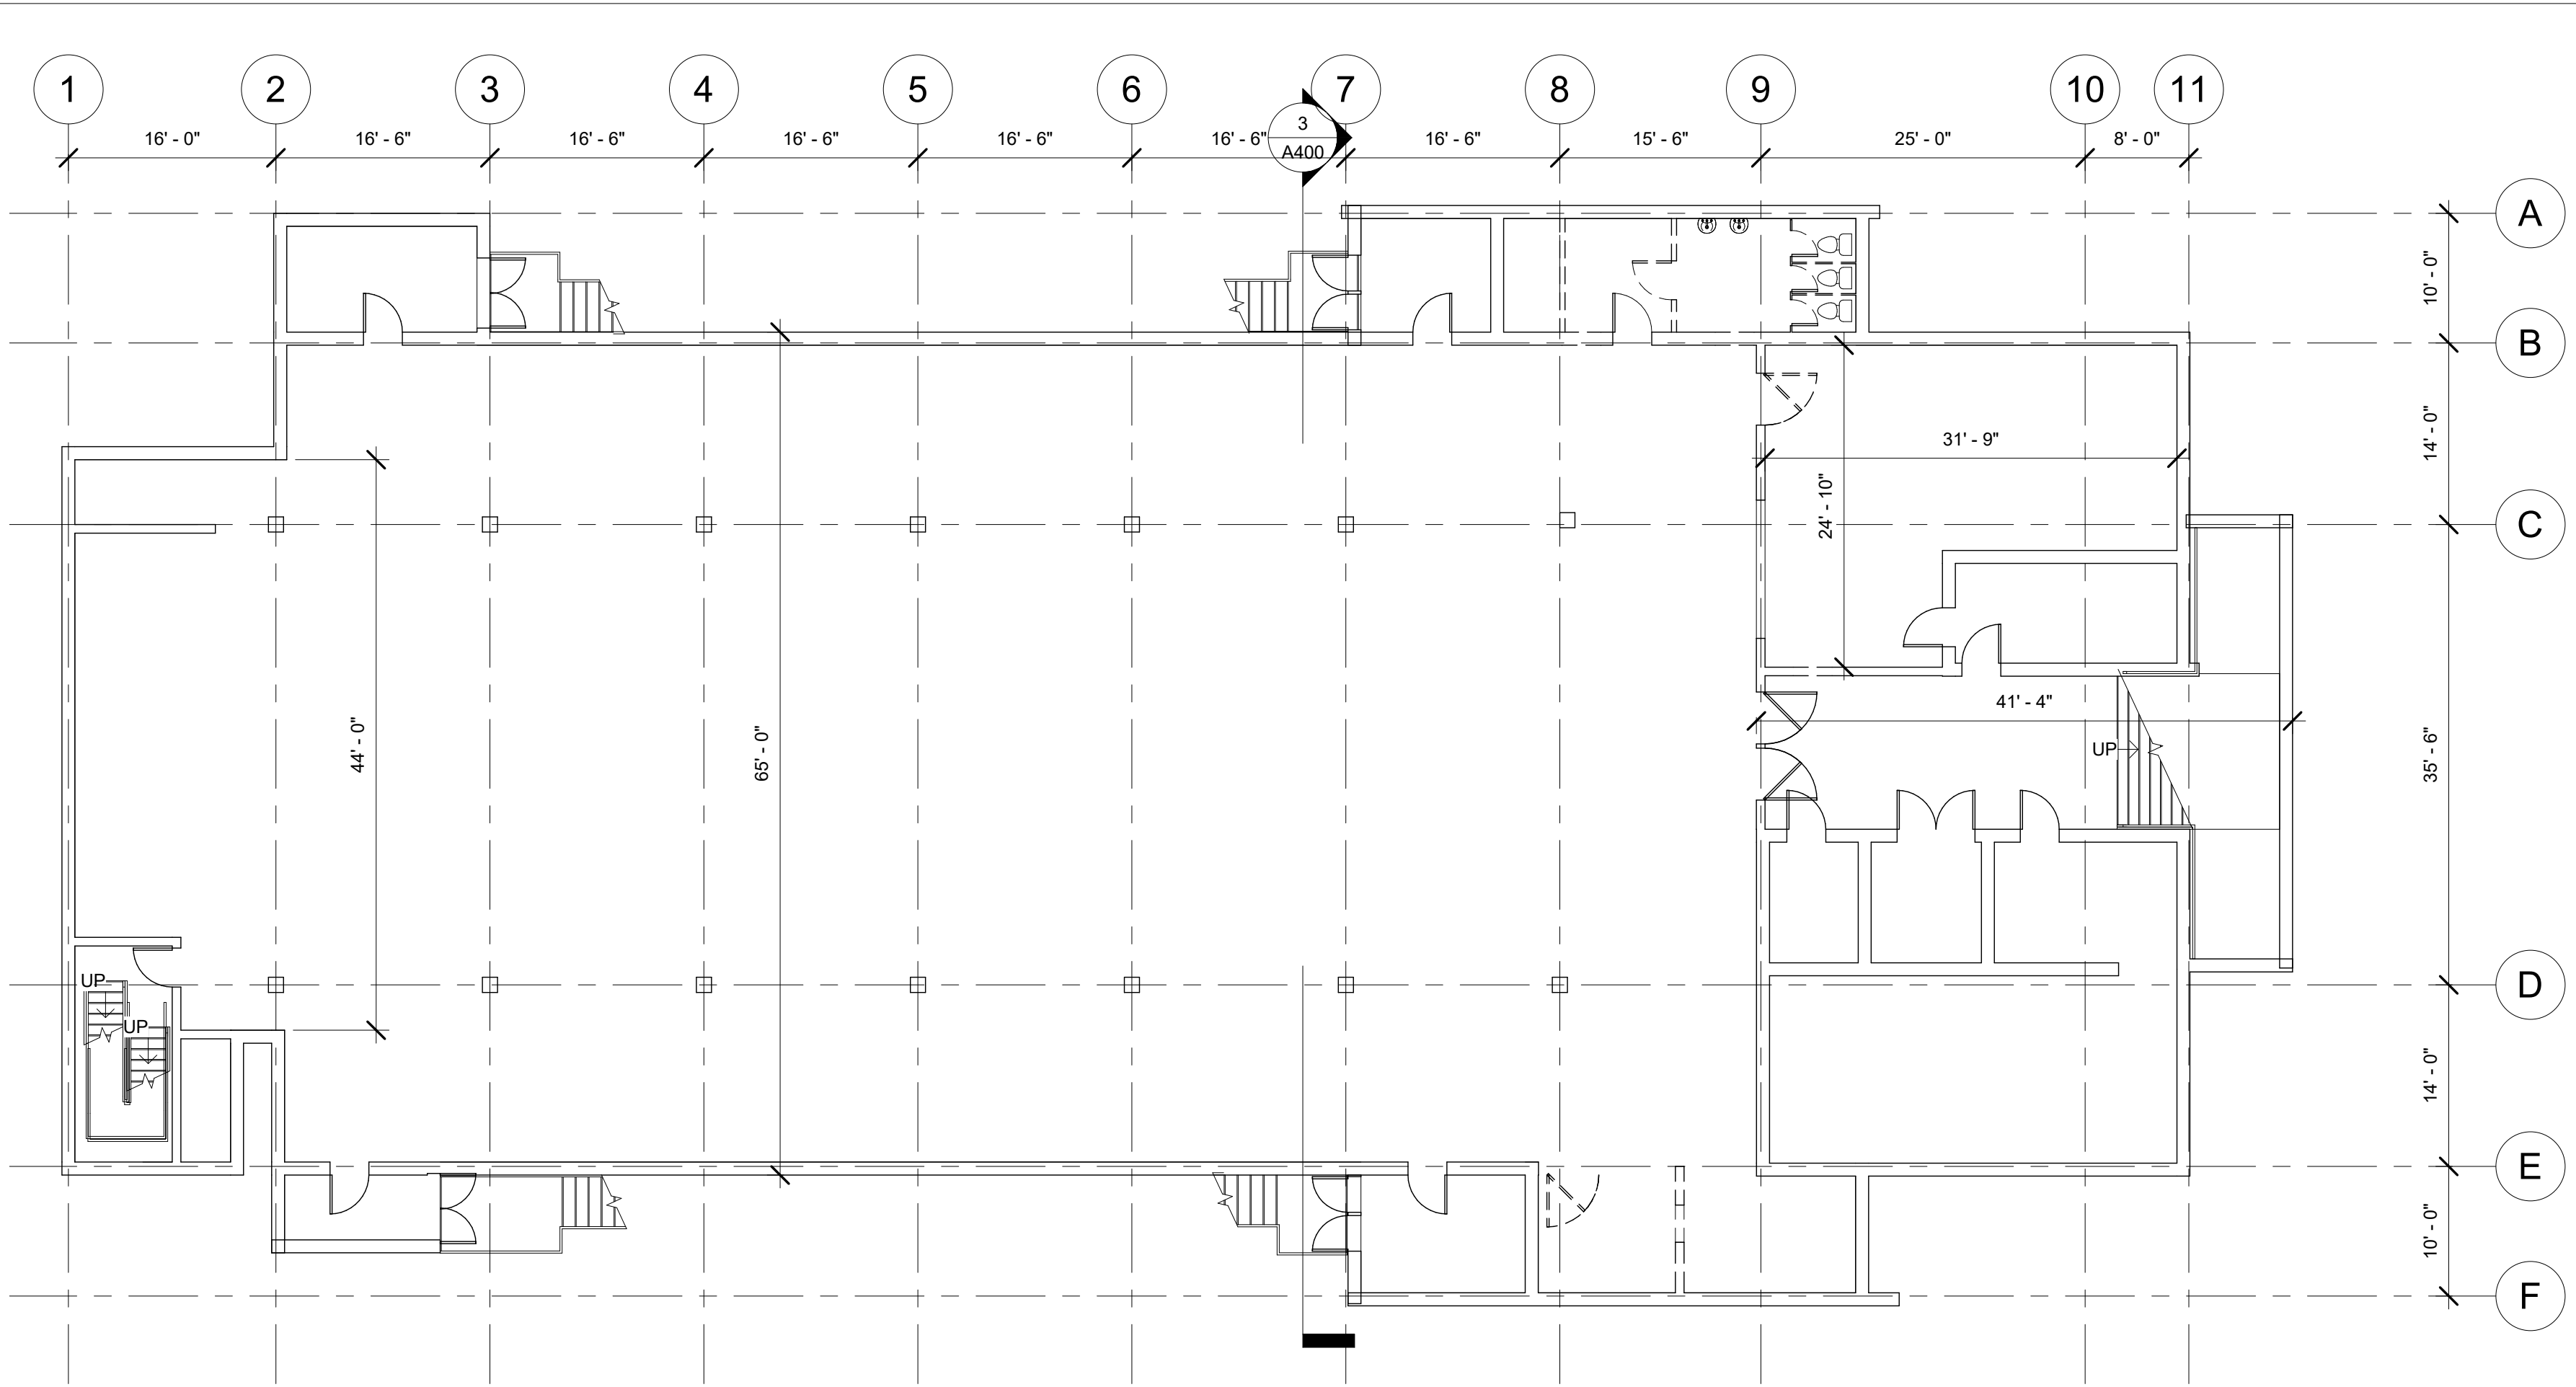 1 2 3 4 5 6 7 8 9 10 11
16' - 0" 16' - 6" 16' - 6" 16' - 6" 16' - 6" 16' - 6" 16' - 6" 15' - 6" 25' - 0" 8' - 0"
3
A400
A
10' - 0"
B
14' - 0"
31' - 9"
24' - 10"
C
41' - 4"
44' - 0"
65' - 0"
UP
35' - 6"
UP
D
UP
14' - 0"
E
10' - 0"
F